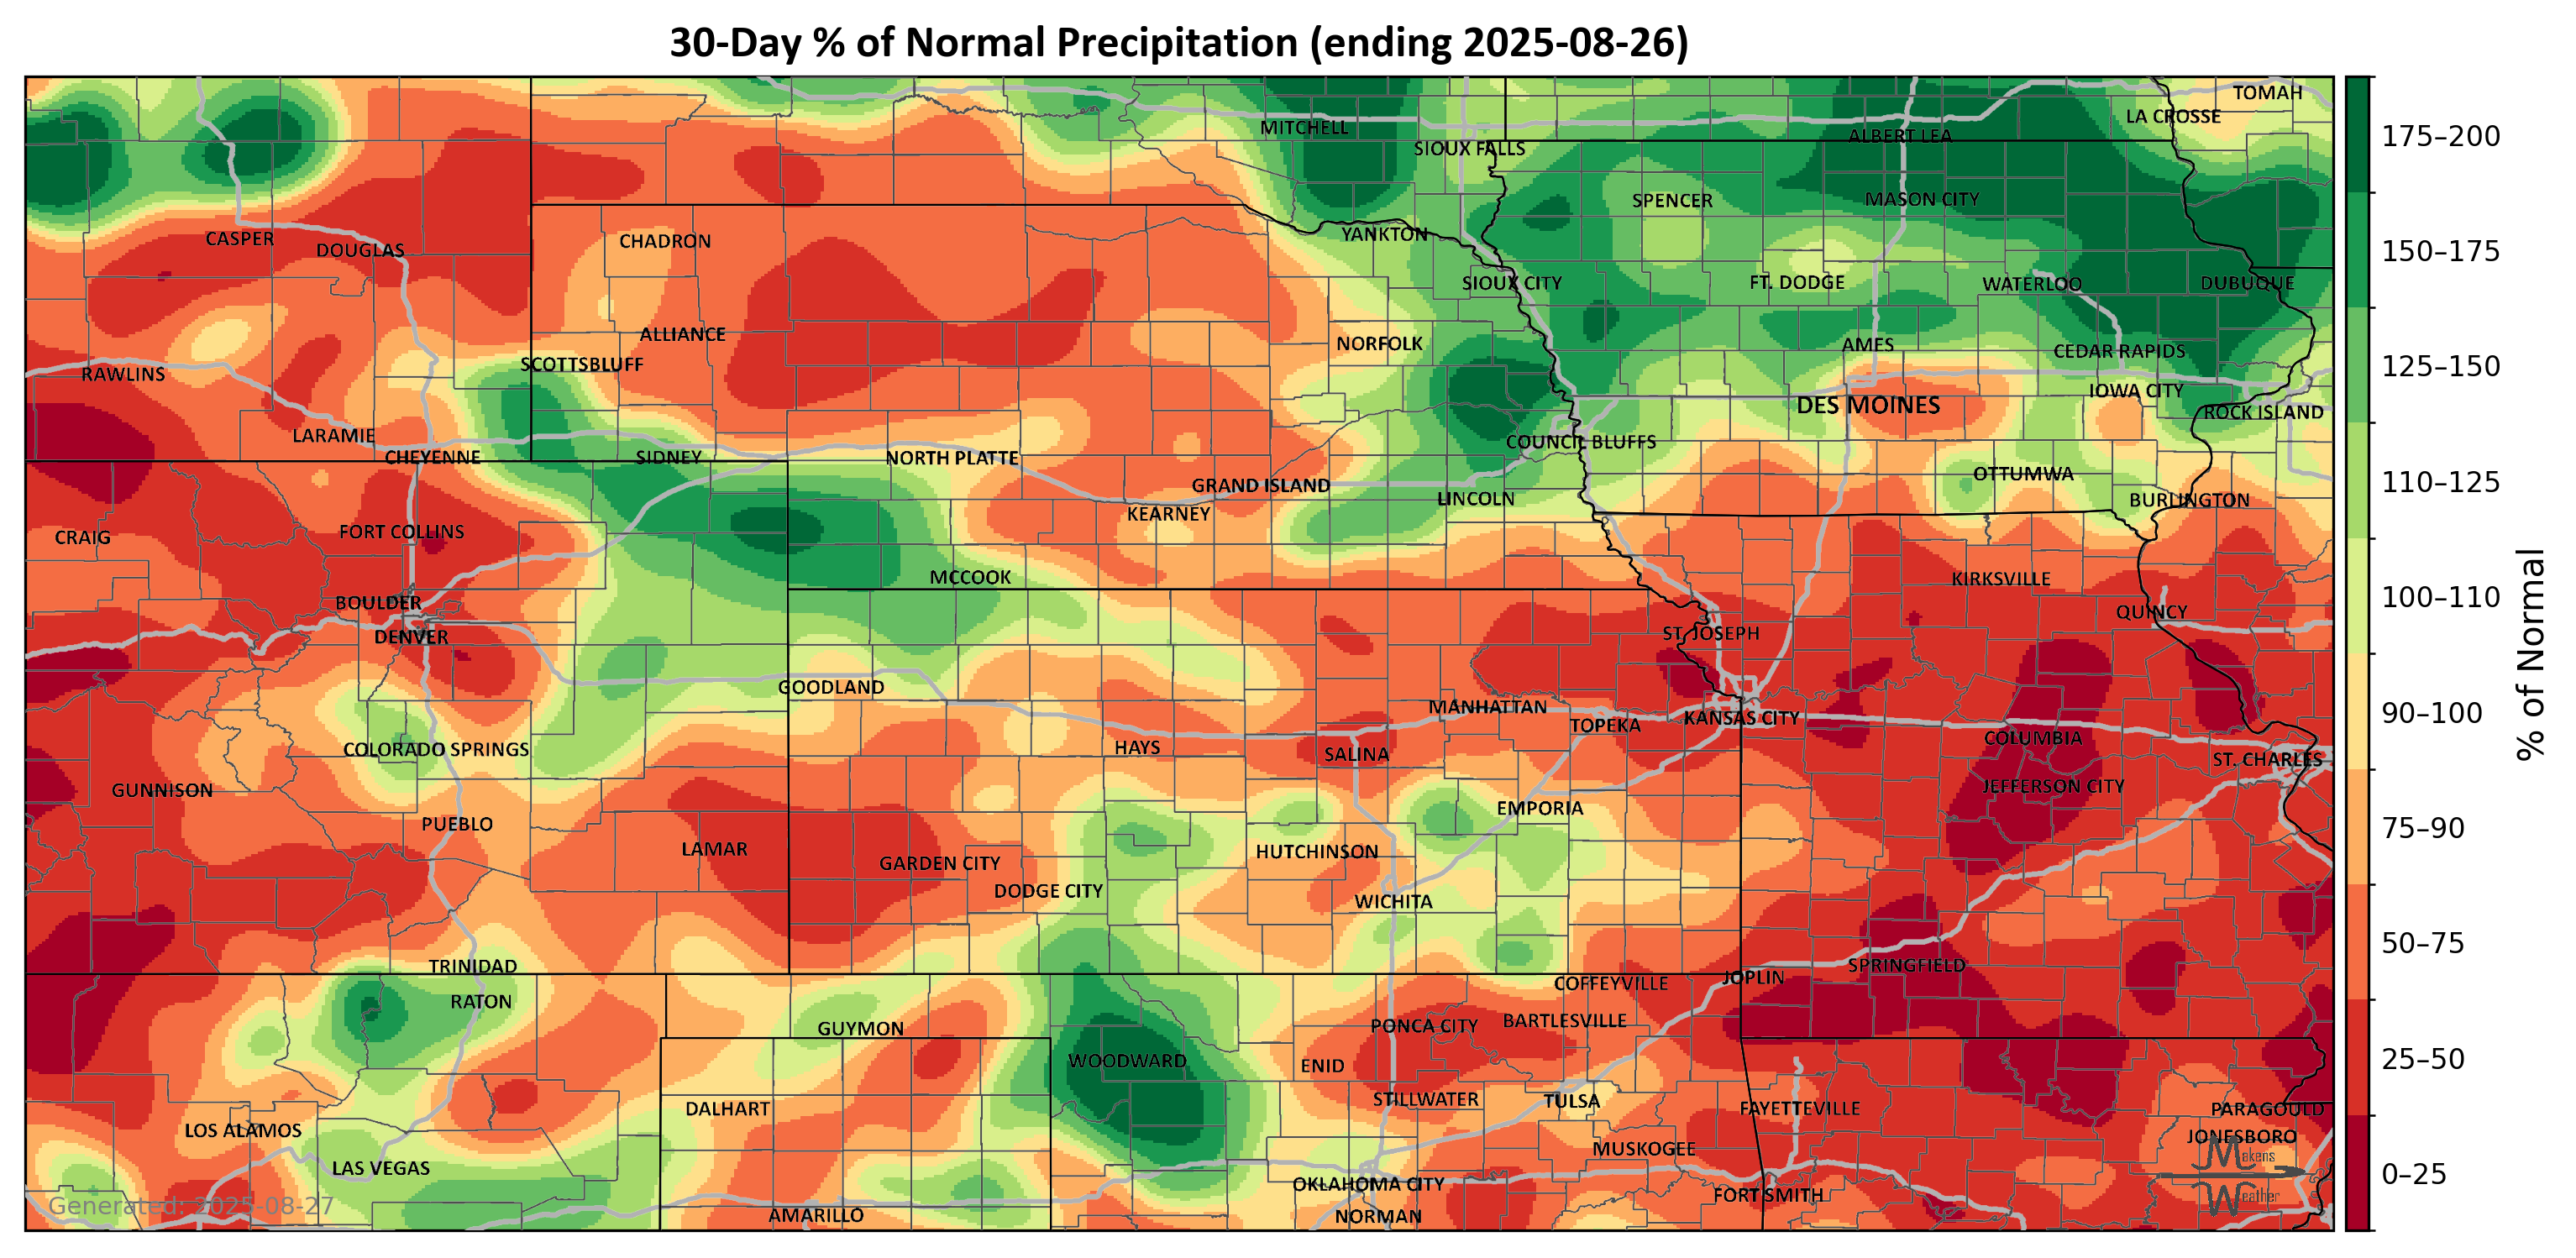 30-Day % of Normal Precipitation (ending 2025-08-26)
TOMAH
LA CROSSE
MITCHELL
ALBERT LEA
SIOUX FALLS
SPENCER
MASON CITY
CASPER
DOUGLAS
CHADRON
YANKTON
SIOUX CITY
FT. DODGE
WATERLOO
DUBUQUE
ALLIANCE
NORFOLK
AMES
CEDAR RAPIDS
SCOTTSBLUFF
RAWLINS
IOWA CITY
DES MOINES
ROCK ISLAND
LARAMIE
COUNCIL BLUFFS
CHEYENNE
SIDNEY
NORTH PLATTE
OTTUMWA
GRAND ISLAND
LINCOLN
BURLINGTON
KEARNEY
FORT COLLINS
CRAIG
MCCOOK
KIRKSVILLE
BOULDER
QUINCY
DENVER
ST. JOSEPH
GOODLAND
MANHATTAN
KANSAS CITY
TOPEKA
COLUMBIA
COLORADO SPRINGS
HAYS
SALINA
ST. CHARLES
GUNNISON
JEFFERSON CITY
EMPORIA
PUEBLO
LAMAR
HUTCHINSON
GARDEN CITY
DODGE CITY
WICHITA
TRINIDAD
SPRINGFIELD
JOPLIN
COFFEYVILLE
RATON
BARTLESVILLE
PONCA CITY
GUYMON
WOODWARD
ENID
STILLWATER
TULSA
DALHART
FAYETTEVILLE
PARAGOULD
LOS ALAMOS
JONESBORO
MUSKOGEE
LAS VEGAS
OKLAHOMA CITY
FORT SMITH
AMARILLO
NORMAN
Generated: 2025-08-27
Makens
Weather
175–200
150–175
125–150
110–125
100–110
90–100
75–90
50–75
25–50
0–25
% of Normal